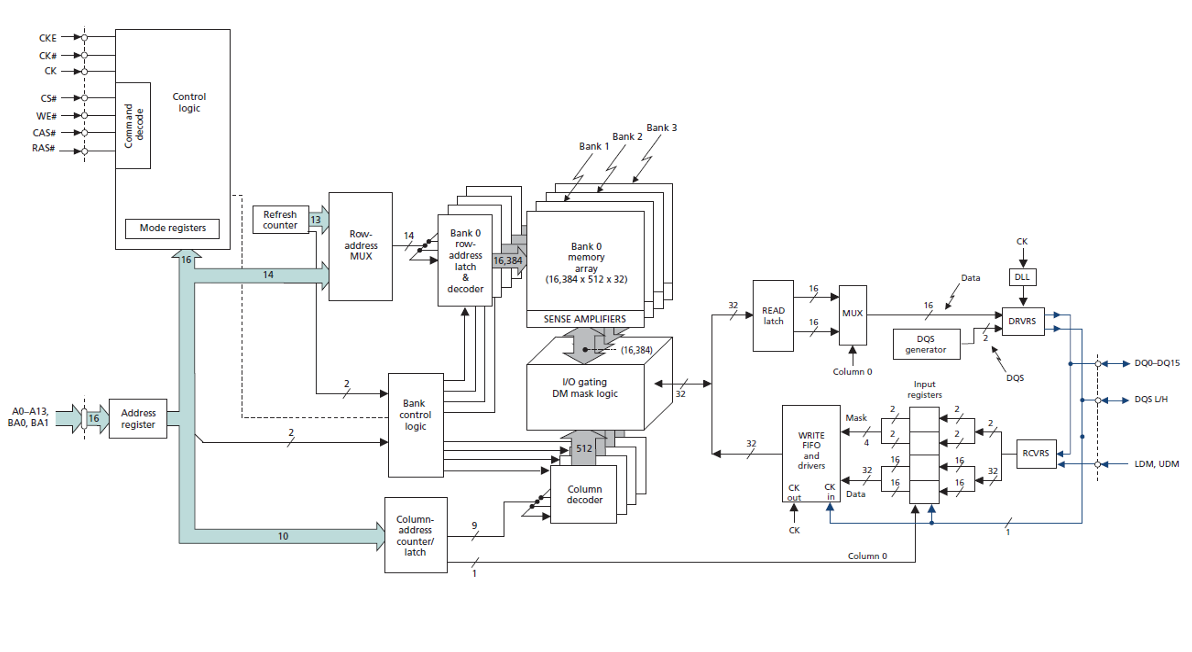 CKE
CK#
CK
CS#
WE#
CAS#
RAS#
Command
decode
Control
logic
Mode registers
16
14
Refresh
counter
13
Row-
address
MUX
14
Bank 0
row-
address
latch
&
decoder
16,384
Bank 1
Bank 2
Bank 3
Bank 0
memory
array
(16,384 x 512 x 32)
SENSE AMPLIFIERS
(16,384)
I/O gating
DM mask logic
32
A0–A13,
BA0, BA1
16
Address
register
2
2
Bank
control
logic
512
Column
decoder
10
Column-
address
counter/
latch
9
1
Column 0
32
READ
latch
16
16
MUX
Column 0
16
Data
DQS
generator
2
DQS
CK
DLL
DRVRS
DQ0–DQ15
DQS L/H
LDM, UDM
RCVRS
Input
registers
32
WRITE
FIFO
and
drivers
CK
out
CK
in
CK
Mask
4
32
Data
2
2
16
16
2
2
16
16
2
32
1